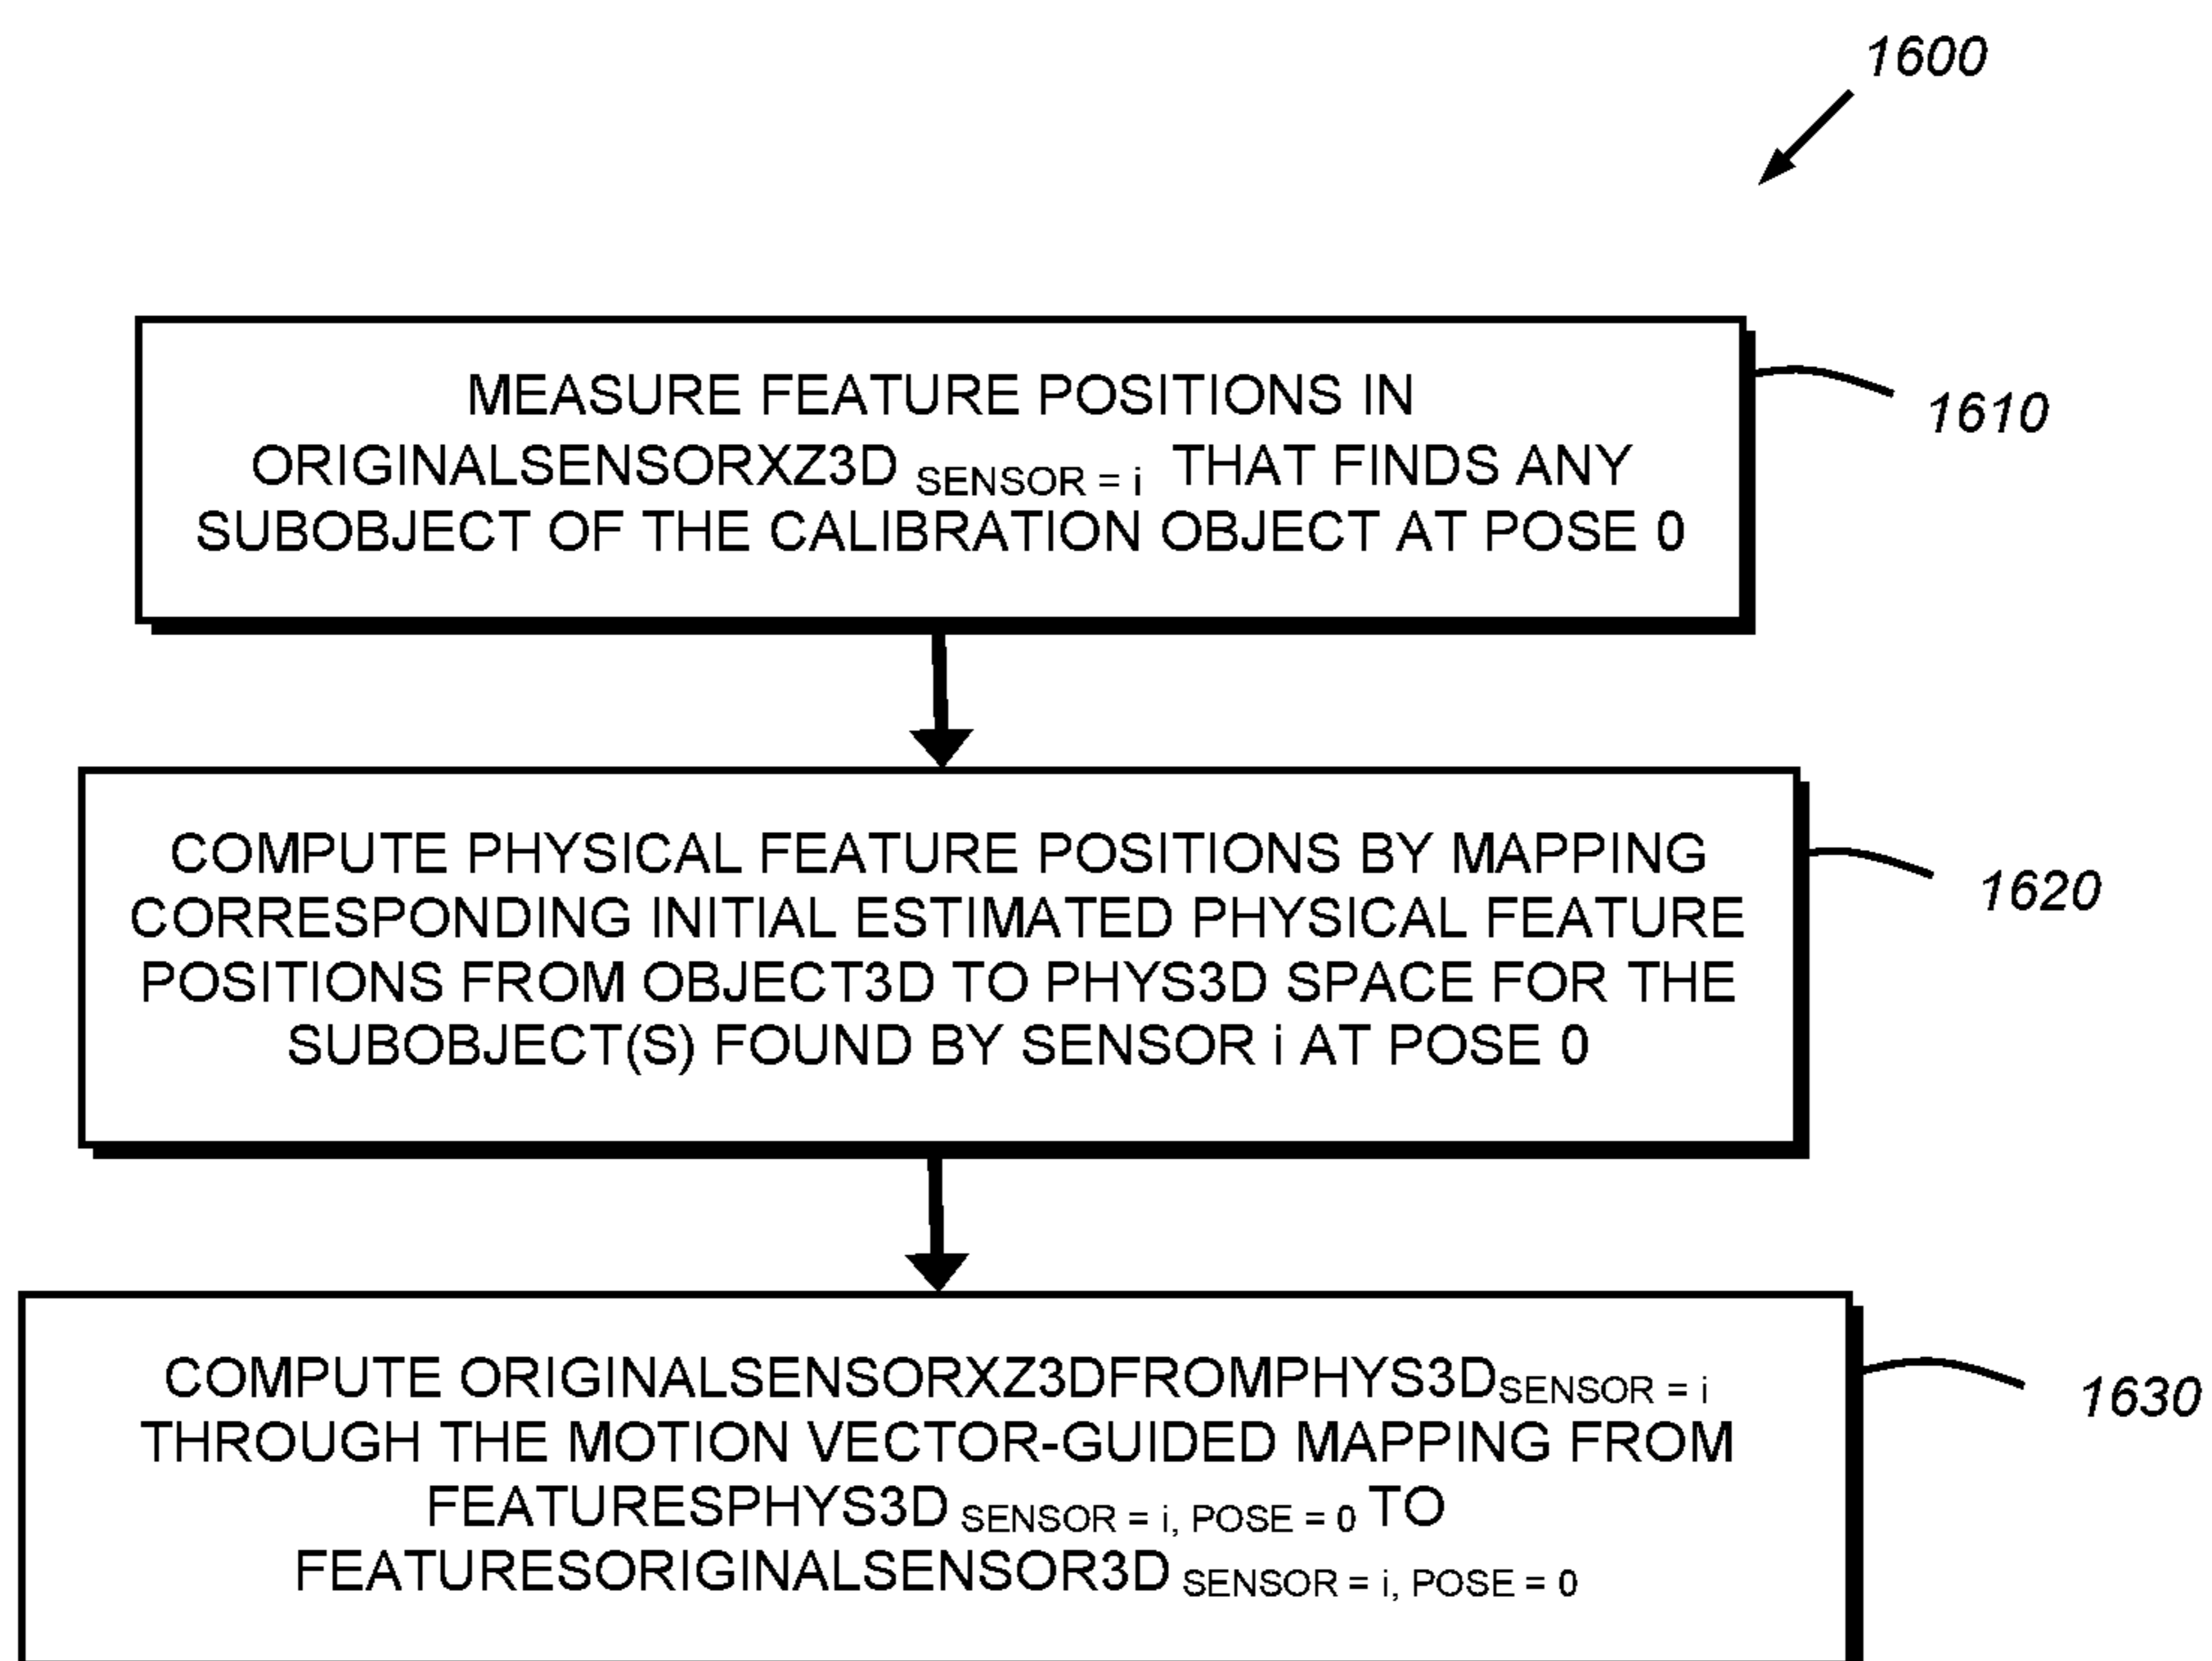 1600
MEASURE FEATURE POSITIONS IN
ORIGINALSENSORXZ3D SENSOR = i THAT FINDS ANY
SUBOBJECT OF THE CALIBRATION OBJECT AT POSE 0
1610
COMPUTE PHYSICAL FEATURE POSITIONS BY MAPPING
CORRESPONDING INITIAL ESTIMATED PHYSICAL FEATURE
POSITIONS FROM OBJECT3D TO PHYS3D SPACE FOR THE
SUBOBJECT(S) FOUND BY SENSOR i AT POSE 0
1620
COMPUTE ORIGINALSENSORXZ3DFROMPHYS3DSENSOR = i
THROUGH THE MOTION VECTOR-GUIDED MAPPING FROM
FEATURESPHYS3D SENSOR = i, POSE = 0 TO
FEATURESORIGINALSENSOR3D SENSOR = i, POSE = 0
1630